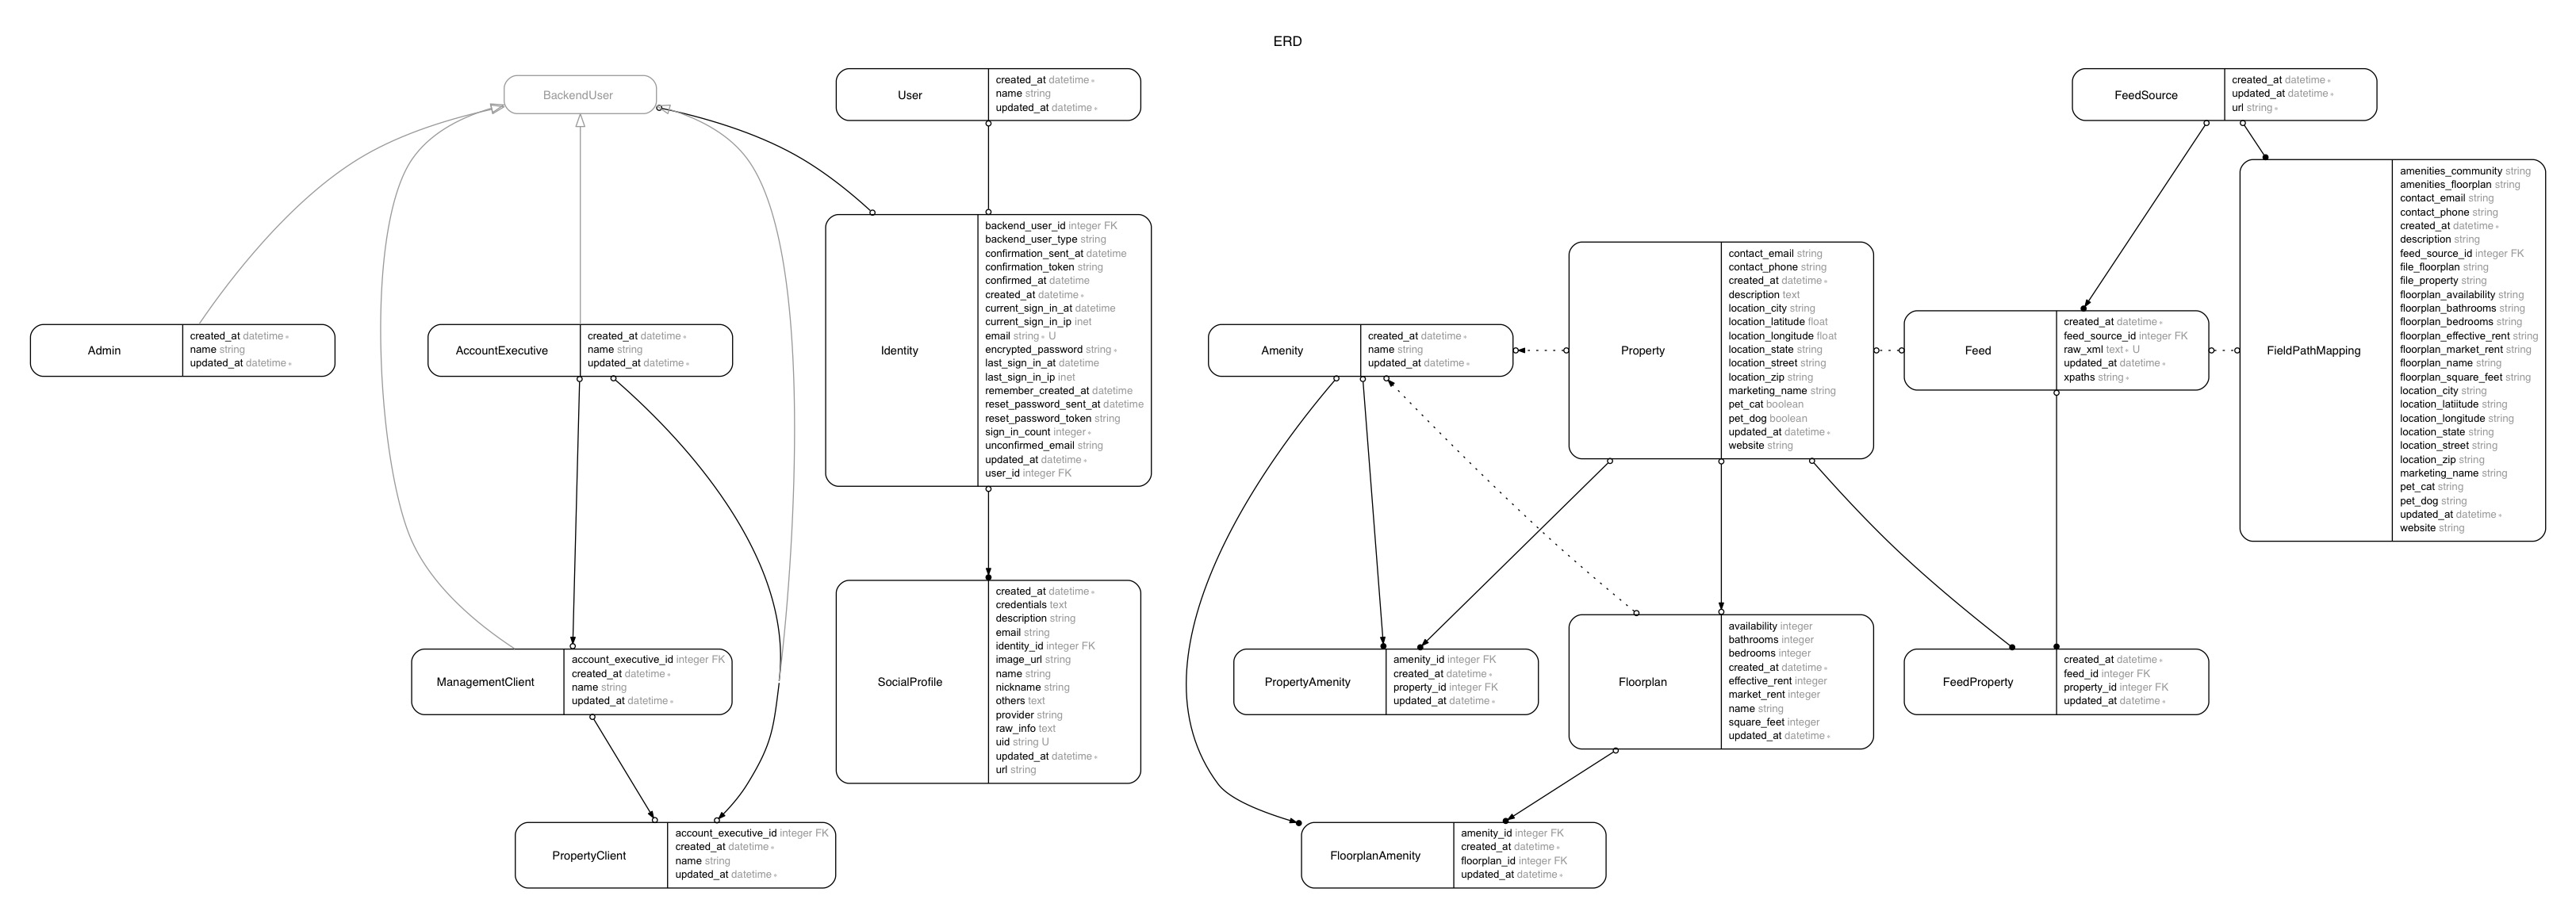 ERD
BackendUser
User
created_at datetime ∗
name string
updated_at datetime ∗
FeedSource
created_at datetime ∗
updated_at datetime ∗
url string ∗
Admin
created_at datetime ∗
name string
updated_at datetime ∗
AccountExecutive
created_at datetime ∗
name string
updated_at datetime ∗
Identity
backend_user_id integer FK
backend_user_type string
confirmation_sent_at datetime
confirmation_token string
confirmed_at datetime
created_at datetime ∗
current_sign_in_at datetime
current_sign_in_ip inet
email string ∗ U
encrypted_password string ∗
last_sign_in_at datetime
last_sign_in_ip inet
remember_created_at datetime
reset_password_sent_at datetime
reset_password_token string
sign_in_count integer ∗
unconfirmed_email string
updated_at datetime ∗
user_id integer FK
Amenity
created_at datetime ∗
name string
updated_at datetime ∗
Property
contact_email string
contact_phone string
created_at datetime ∗
description text
location_city string
location_latitude float
location_longitude float
location_state string
location_street string
location_zip string
marketing_name string
pet_cat boolean
pet_dog boolean
updated_at datetime ∗
website string
Feed
created_at datetime ∗
feed_source_id integer FK
raw_xml text ∗ U
updated_at datetime ∗
xpaths string ∗
FieldPathMapping
amenities_community string
amenities_floorplan string
contact_email string
contact_phone string
created_at datetime ∗
description string
feed_source_id integer FK
file_floorplan string
file_property string
floorplan_availability string
floorplan_bathrooms string
floorplan_bedrooms string
floorplan_effective_rent string
floorplan_market_rent string
floorplan_name string
floorplan_square_feet string
location_city string
location_latiitude string
location_longitude string
location_state string
location_street string
location_zip string
marketing_name string
pet_cat string
pet_dog string
updated_at datetime ∗
website string
ManagementClient
account_executive_id integer FK
created_at datetime ∗
name string
updated_at datetime ∗
SocialProfile
created_at datetime ∗
credentials text
description string
email string
identity_id integer FK
image_url string
name string
nickname string
others text
provider string
raw_info text
uid string U
updated_at datetime ∗
url string
PropertyAmenity
amenity_id integer FK
created_at datetime ∗
property_id integer FK
updated_at datetime ∗
Floorplan
availability integer
bathrooms integer
bedrooms integer
created_at datetime ∗
effective_rent integer
market_rent integer
name string
square_feet integer
updated_at datetime ∗
FeedProperty
created_at datetime ∗
feed_id integer FK
property_id integer FK
updated_at datetime ∗
PropertyClient
account_executive_id integer FK
created_at datetime ∗
name string
updated_at datetime ∗
FloorplanAmenity
amenity_id integer FK
created_at datetime ∗
floorplan_id integer FK
updated_at datetime ∗